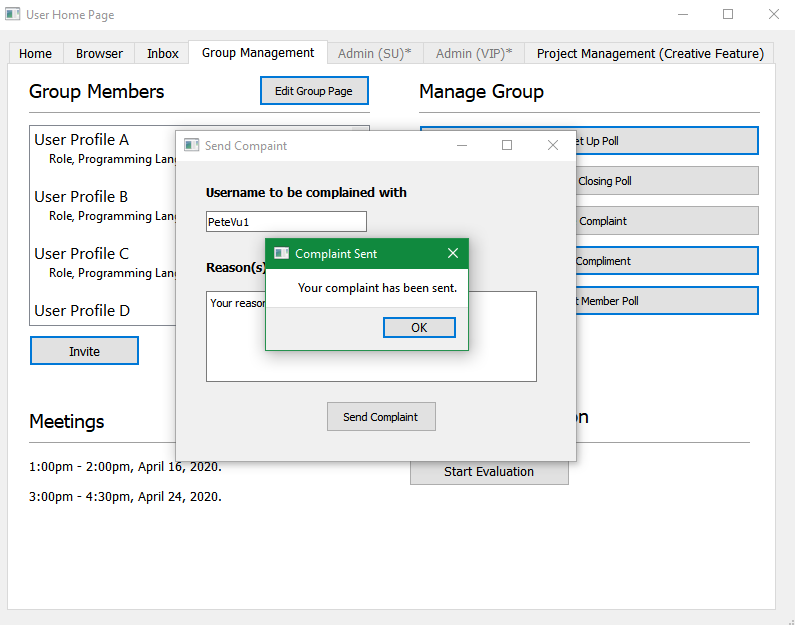 User Home Page
Home Browser Inbox Group Management Admin (SU)* Admin (VIP)* Project Management (Creative Feature)
Group Members
Edit Group Page
Manage Group
User Profile A
Role, Programming Lang
User Profile B
Role, Programming Lang
User Profile C
Role, Programming Lang
User Profile D
Invite
Up Poll
Closing Poll
Complaint
Compliment
Member Poll
Send Compaint
Username to be complained with
PeteVu1
Reason(s)
Your reason
Send Complaint
Complaint Sent
Your complaint has been sent.
OK
Meetings
1:00pm - 2:00pm, April 16, 2020.
3:00pm - 4:30pm, April 24, 2020.
Start Evaluation